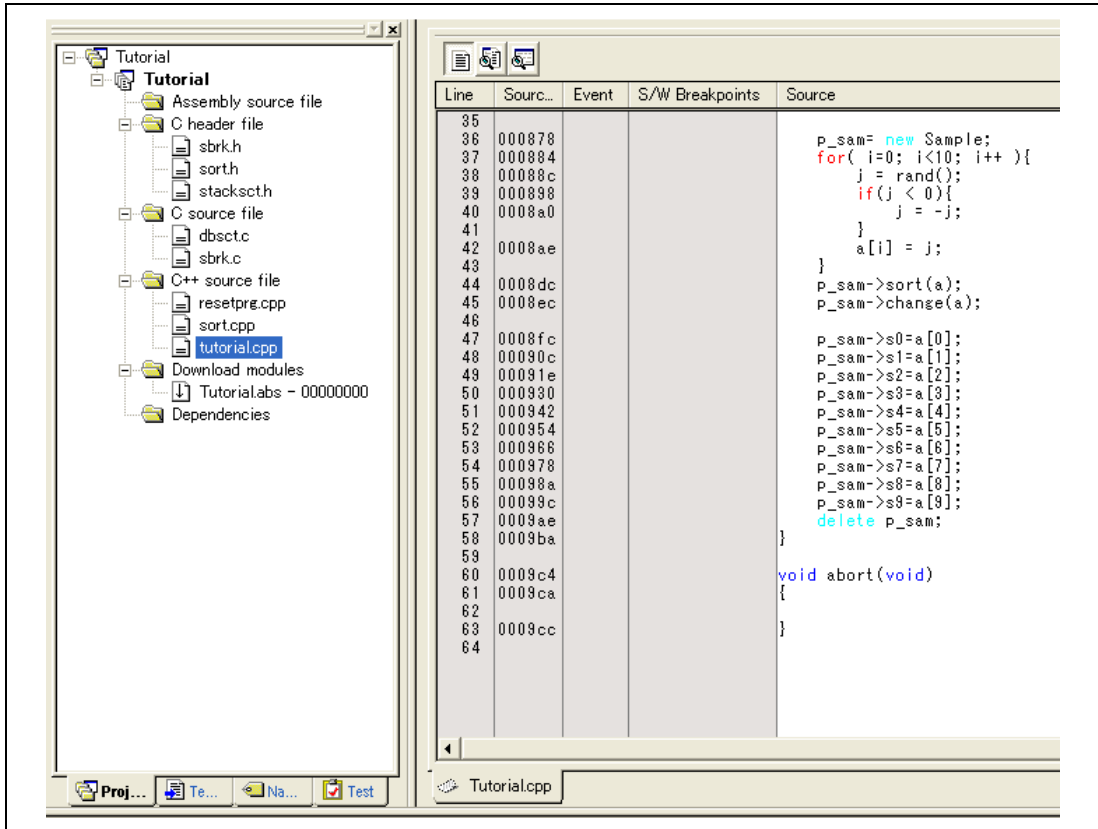 Tutorial
Tutorial
Assembly source file
C header file
sbrk.h
sort.h
stacksct.h
C source file
dbsct.c
sbrk.c
C++ source file
resetprg.cpp
sort.cpp
tutorial.cpp
Download modules
Tutorial.abs - 00000000
Dependencies
Proj... Te... Na... Test
Line Sourc... Event S/W Breakpoints Source
35
36 000878 p_sam= new Sample;
37 000884 for( i=0; i<10; i++ ){
38 00088c j = rand();
39 000898 if(j < 0){
40 0008a0 j = -j;
41 }
42 0008ae a[i] = j;
43 }
44 0008dc p_sam->sort(a);
45 0008ec p_sam->change(a);
46
47 0008fc p_sam->s0=a[0];
48 00090c p_sam->s1=a[1];
49 00091e p_sam->s2=a[2];
50 000930 p_sam->s3=a[3];
51 000942 p_sam->s4=a[4];
52 000954 p_sam->s5=a[5];
53 000966 p_sam->s6=a[6];
54 000978 p_sam->s7=a[7];
55 00098a p_sam->s8=a[8];
56 00099c p_sam->s9=a[9];
57 0009ae delete p_sam;
58 0009ba }
59
60 0009c4 void abort(void)
61 0009ca {
62
63 0009cc }
64
Tutorial.cpp